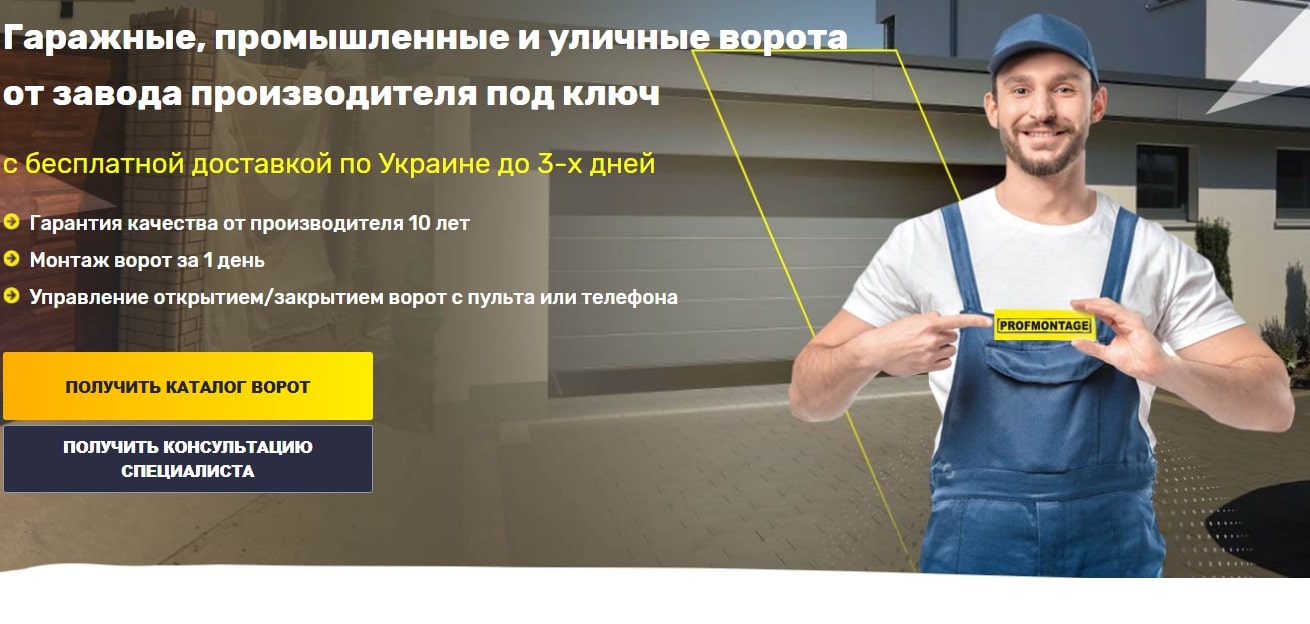 Гаражные, промышленные и уличные ворота
от завода производителя под ключ
с бесплатной доставкой по Украине до 3-х дней
Гарантия качества от производителя 10 лет
Монтаж ворот за 1 день
Управление открытием/закрытием ворот с пульта или телефона
PROFMONTAGE
ПОЛУЧИТЬ КАТАЛОГ ВОРОТ
ПОЛУЧИТЬ КОНСУЛЬТАЦИЮ
СПЕЦИАЛИСТА